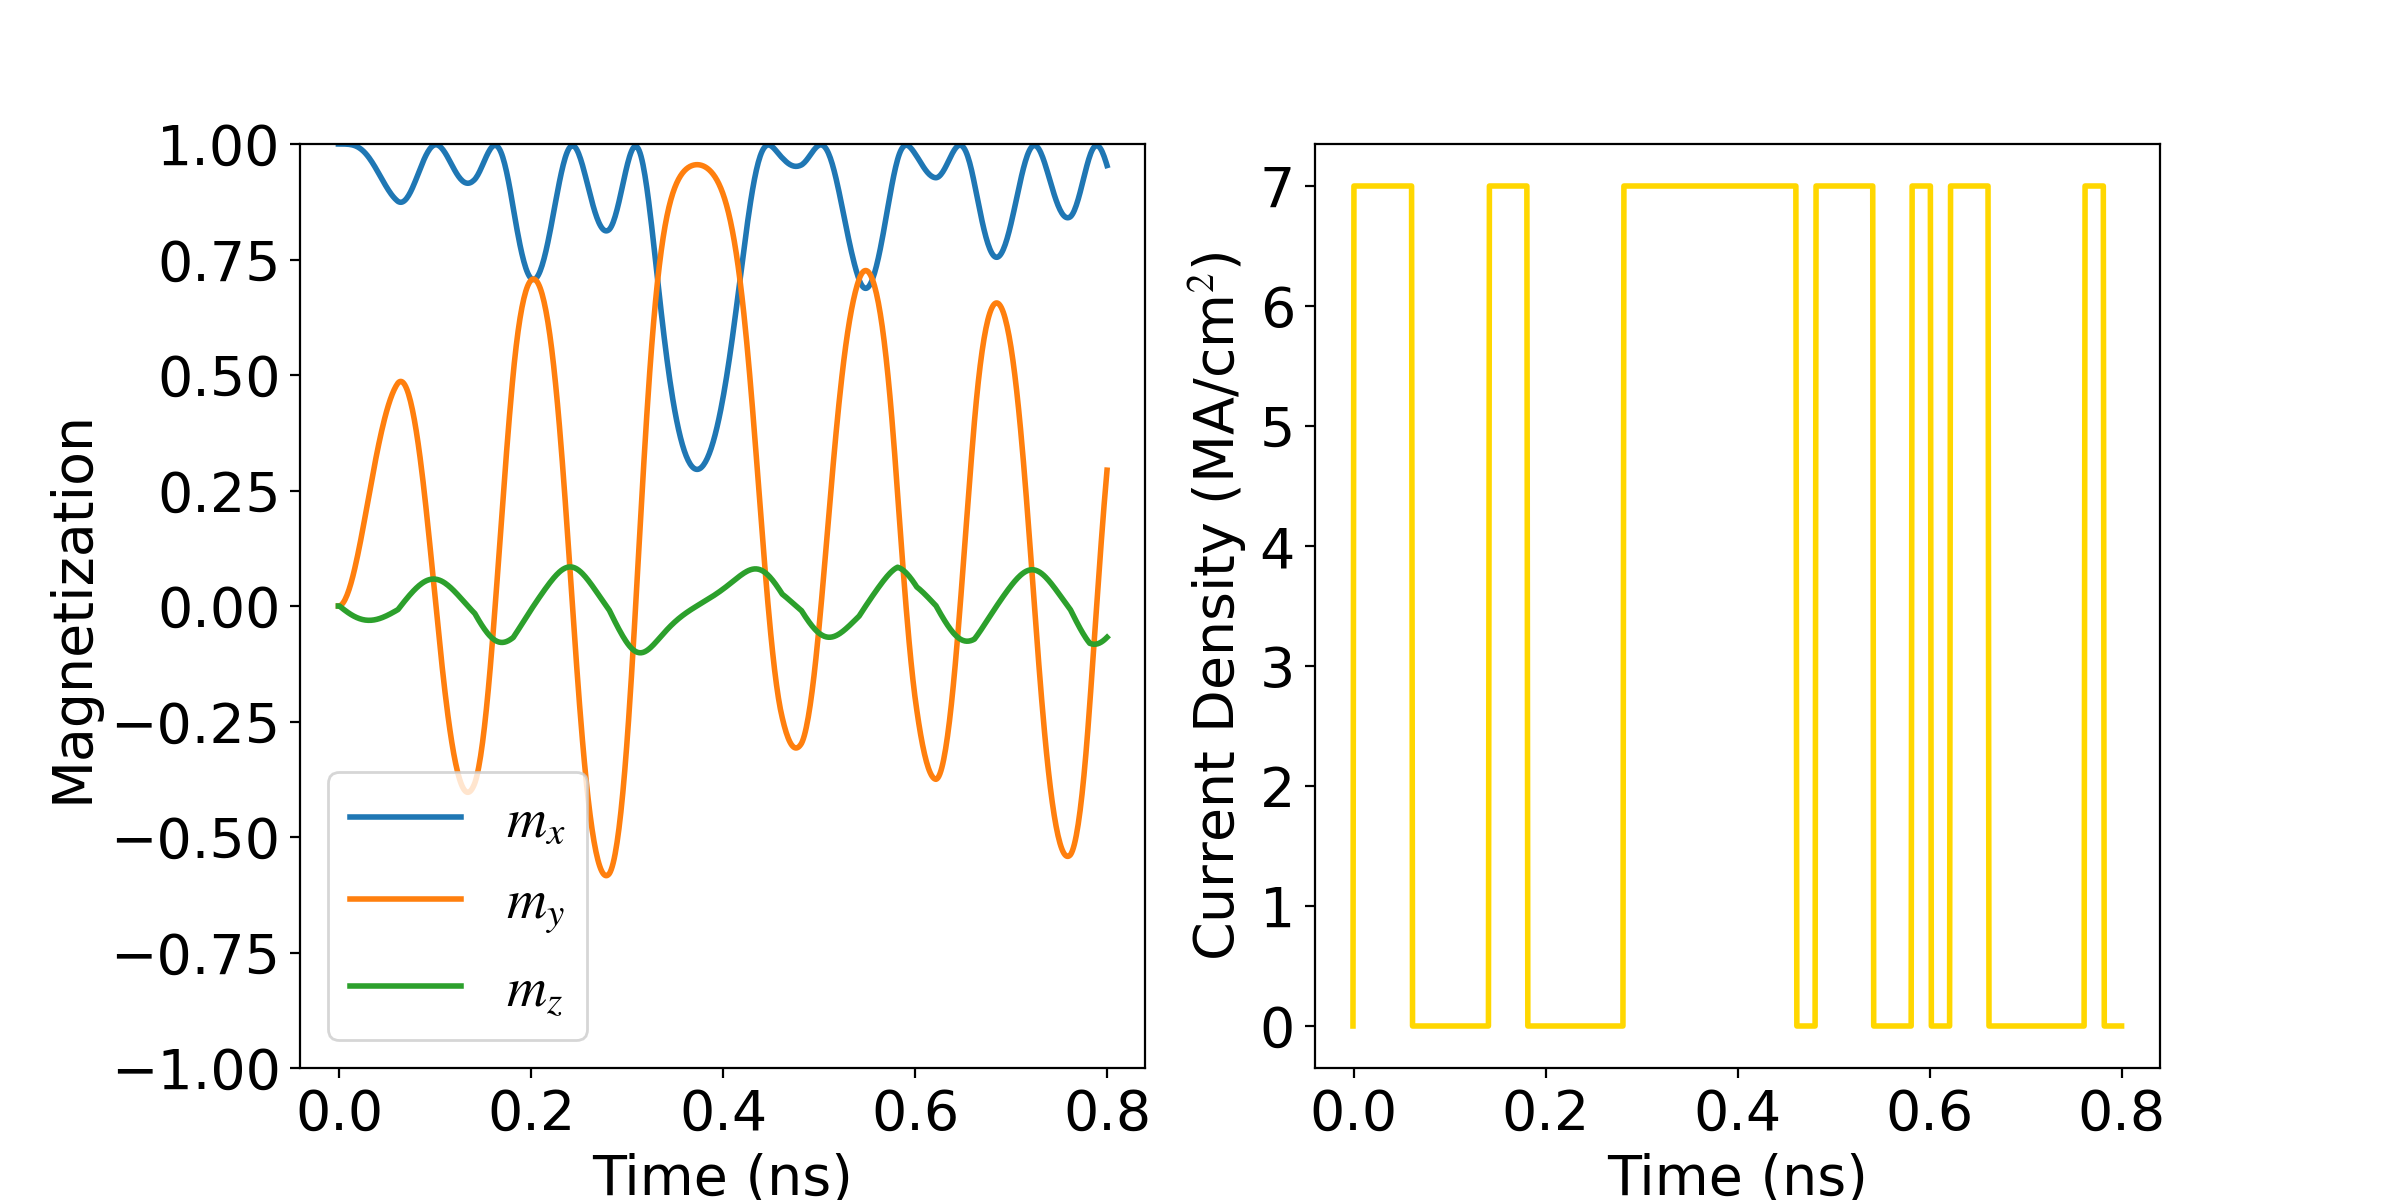 Magnetization
1.00
0.75
0.50
0.25
0.00
−0.25
−0.50
−0.75
−1.00
m_x
m_y
m_z
0.0 0.2 0.4 0.6 0.8
Time (ns)
Current Density (MA/cm²)
7
6
5
4
3
2
1
0
0.0 0.2 0.4 0.6 0.8
Time (ns)